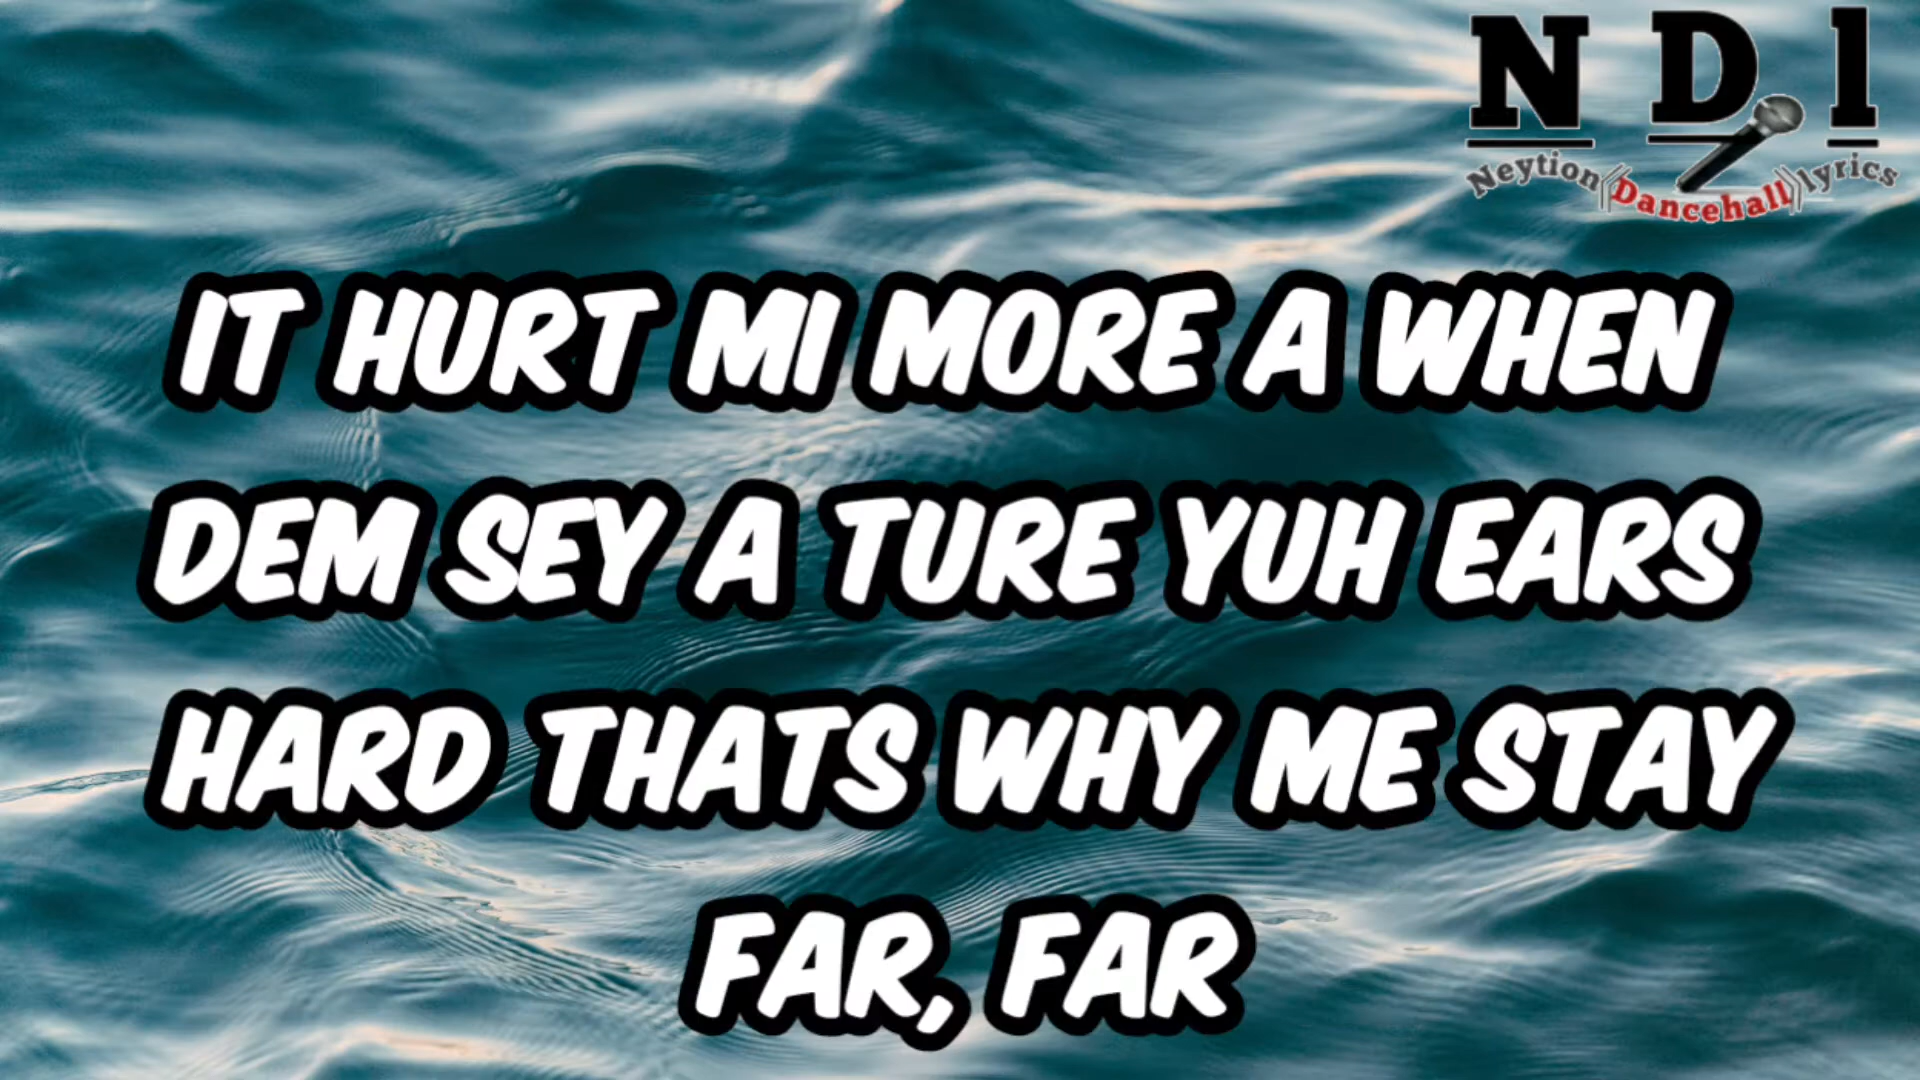 N D l
Neytion Dancehall lyrics
IT HURT MI MORE A WHEN
DEM SEY A TURE YUH EARS
HARD THATS WHY ME STAY
FAR, FAR